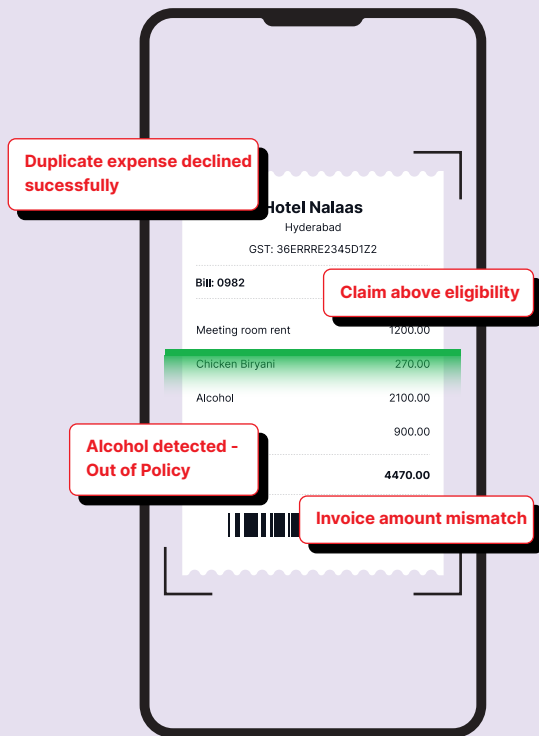 Duplicate expense declined
sucessfully
Hotel Nalaas
Hyderabad
GST: 36ERRRE2345D1Z2
Bill: 0982
Claim above eligibility
Meeting room rent 1200.00
Chicken Biryani 270.00
Alcohol 2100.00
900.00
Alcohol detected -
Out of Policy
4470.00
Invoice amount mismatch